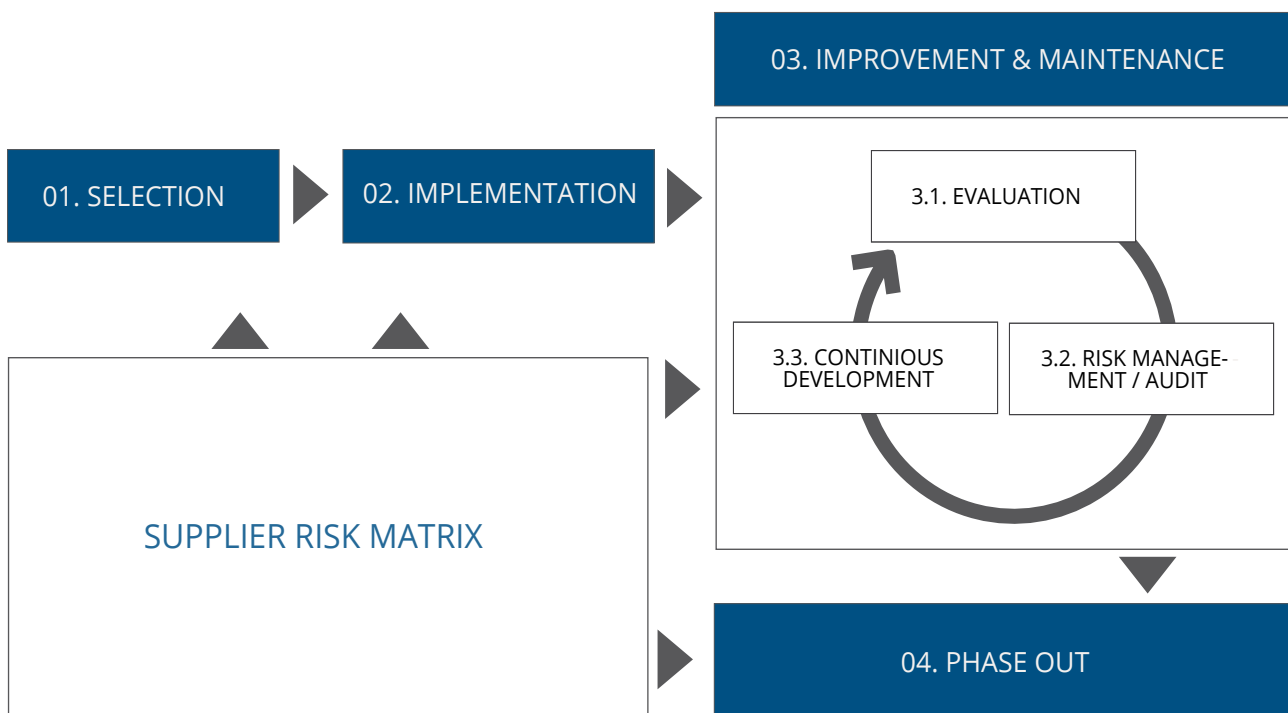 03. IMPROVEMENT & MAINTENANCE
01. SELECTION
02. IMPLEMENTATION
3.1. EVALUATION
3.3. CONTINIOUS
DEVELOPMENT
3.2. RISK MANAGE-
MENT / AUDIT
SUPPLIER RISK MATRIX
04. PHASE OUT